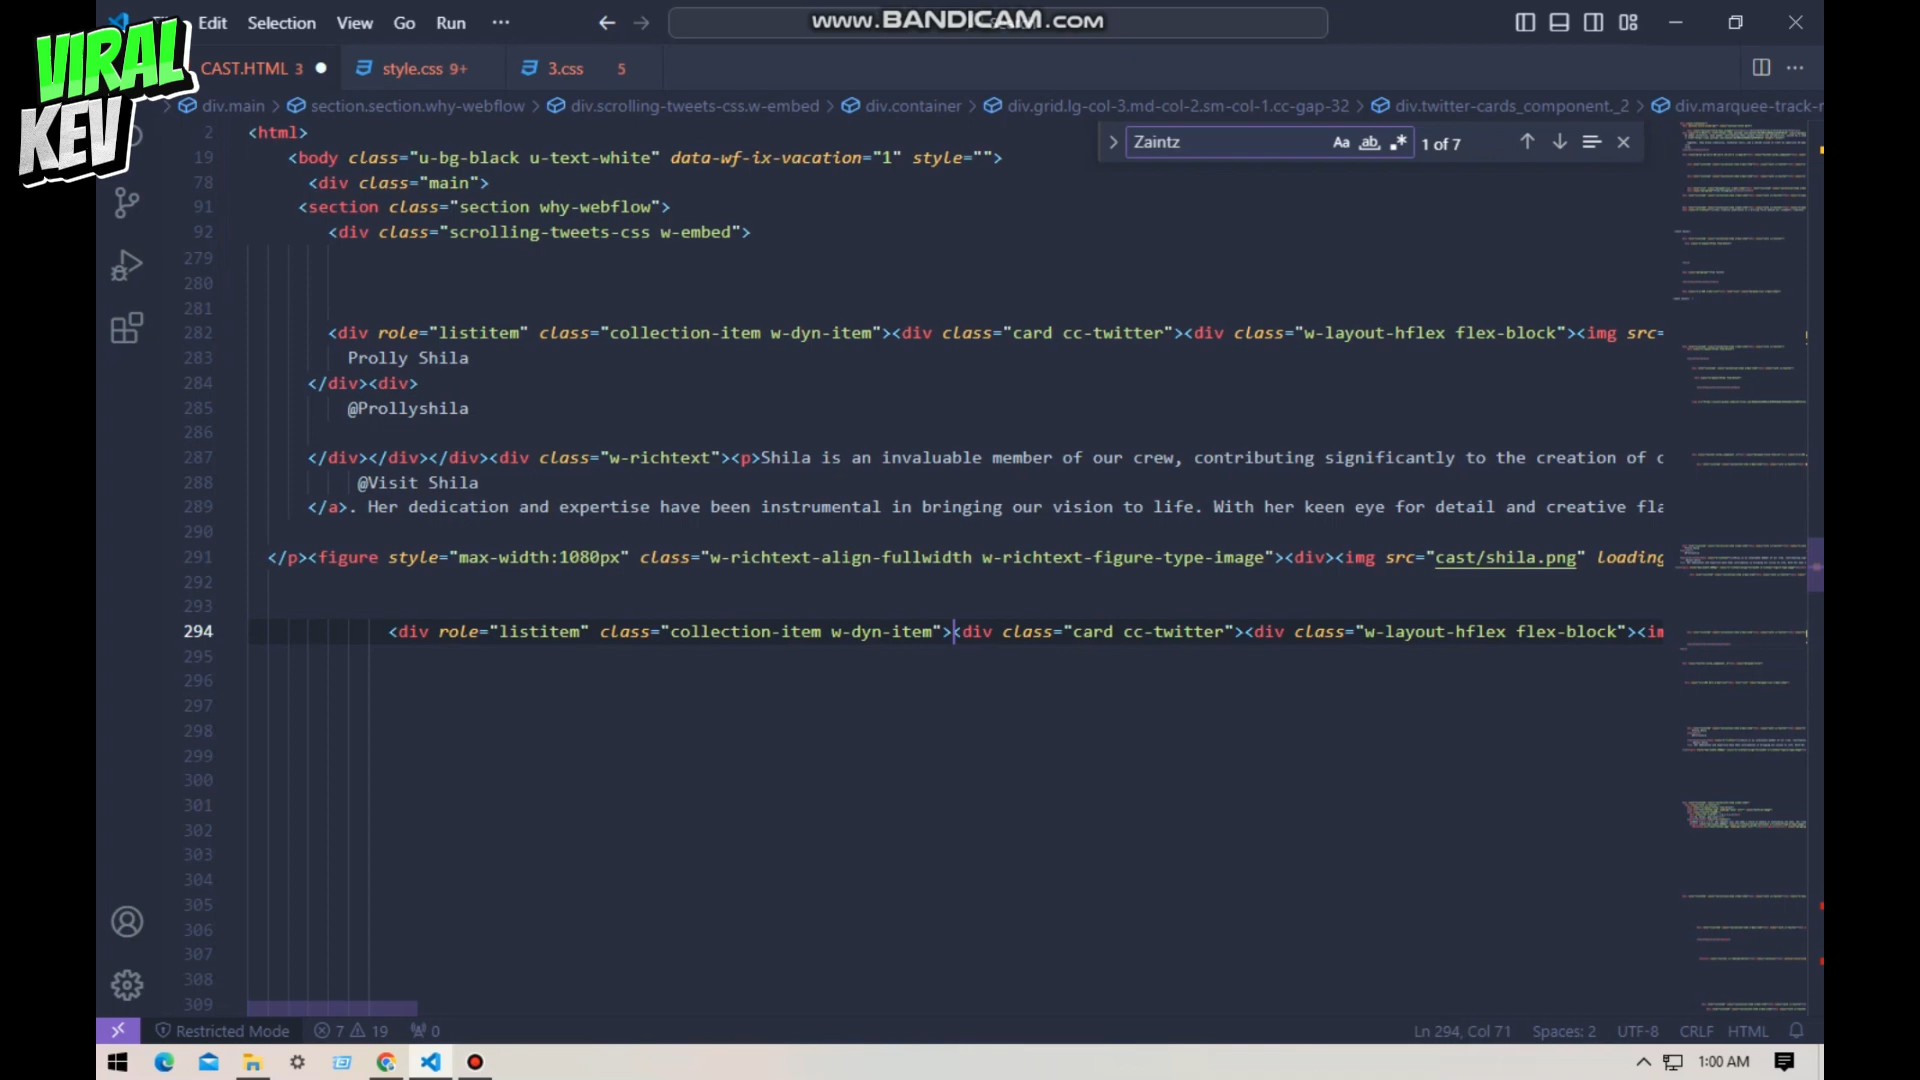 VIRAL
KEV
Edit Selection View Go Run ···
www.BANDICAM.com
CAST.HTML 3 style.css 9+ 3.css 5
div.main > section.section.why-webflow > div.scrolling-tweets-css.w-embed > div.container > div.grid.lg-col-3.md-col-2.sm-col-1.cc-gap-32 > div.twitter-cards_component._2 > div.marquee-track-r
Zaintz Aa ab .* 1 of 7
2 <html>
19 <body class="u-bg-black u-text-white" data-wf-ix-vacation="1" style="">
78 <div class="main">
91 <section class="section why-webflow">
92 <div class="scrolling-tweets-css w-embed">
279
280
281
282 <div role="listitem" class="collection-item w-dyn-item"><div class="card cc-twitter"><div class="w-layout-hflex flex-block"><img src=
283 Prolly Shila
284 </div><div>
285 @Prollyshila
286
287 </div></div></div><div class="w-richtext"><p>Shila is an invaluable member of our crew, contributing significantly to the creation of c
288 @Visit Shila
289 </a>. Her dedication and expertise have been instrumental in bringing our vision to life. With her keen eye for detail and creative fla
290
291 </p><figure style="max-width:1080px" class="w-richtext-align-fullwidth w-richtext-figure-type-image"><div><img src="cast/shila.png" loading
292
293
294 <div role="listitem" class="collection-item w-dyn-item"><div class="card cc-twitter"><div class="w-layout-hflex flex-block"><im
295
296
297
298
299
300
301
302
303
304
305
306
307
308
309
Restricted Mode 7 19 0 Ln 294, Col 71 Spaces: 2 UTF-8 CRLF HTML
1:00 AM